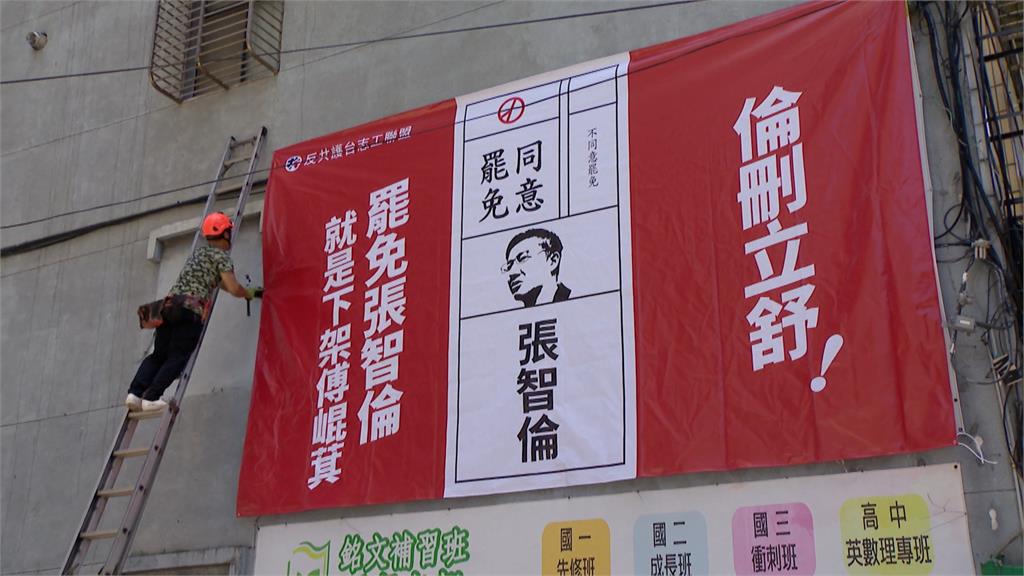 反共護台志工聯盟
罷免張智倫
就是下架傅崐萁
同意
罷免
不同意罷免
張智倫
倫刪立舒!
銘文補習班
國一
先修班
國二
成長班
國三
衝刺班
高中
英數理專班